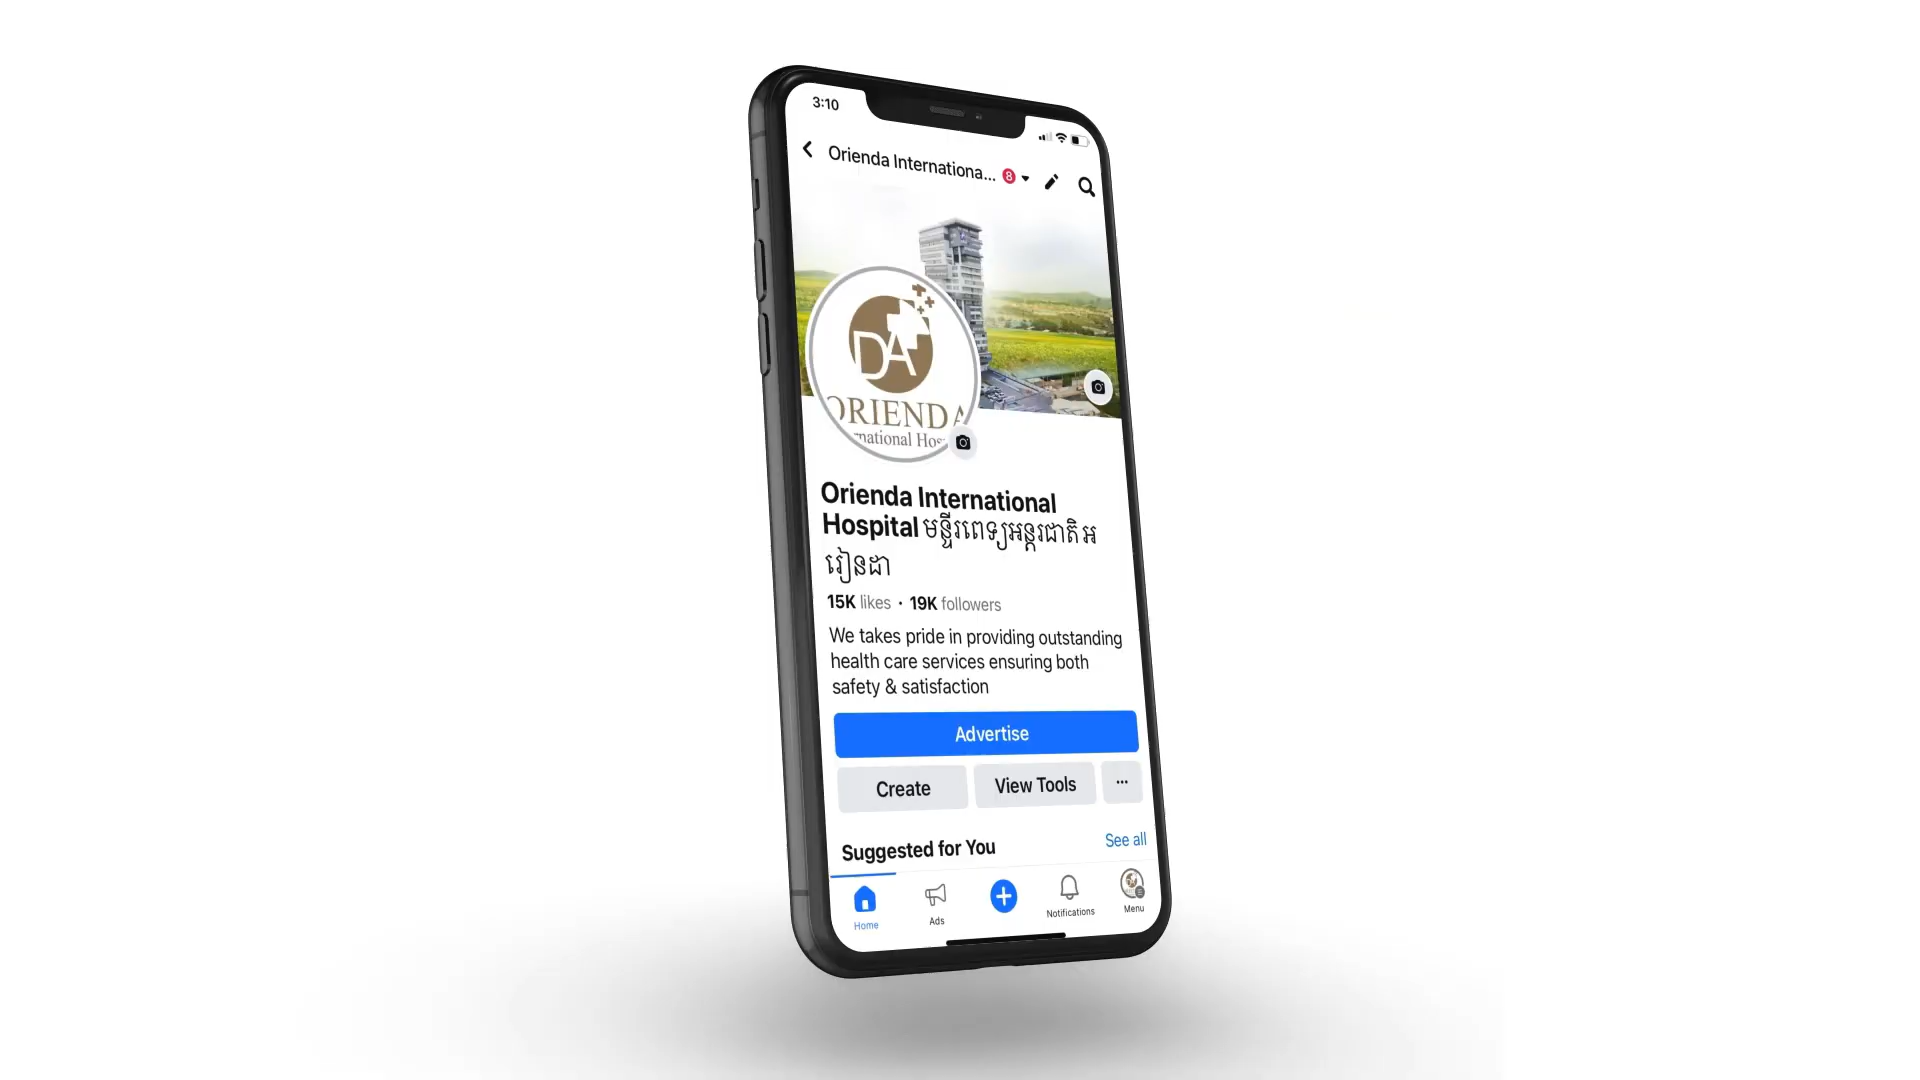 3:10
Orienda Internationa... 8
DA
ORIENDA
rnational Hos
Orienda International
Hospital មន្ទីរពេទ្យអន្តរជាតិ អ
រៀនដា
15K likes · 19K followers
We takes pride in providing outstanding
health care services ensuring both
safety & satisfaction
Advertise
Create
View Tools
Suggested for You
See all
Home
Ads
Notifications
Menu